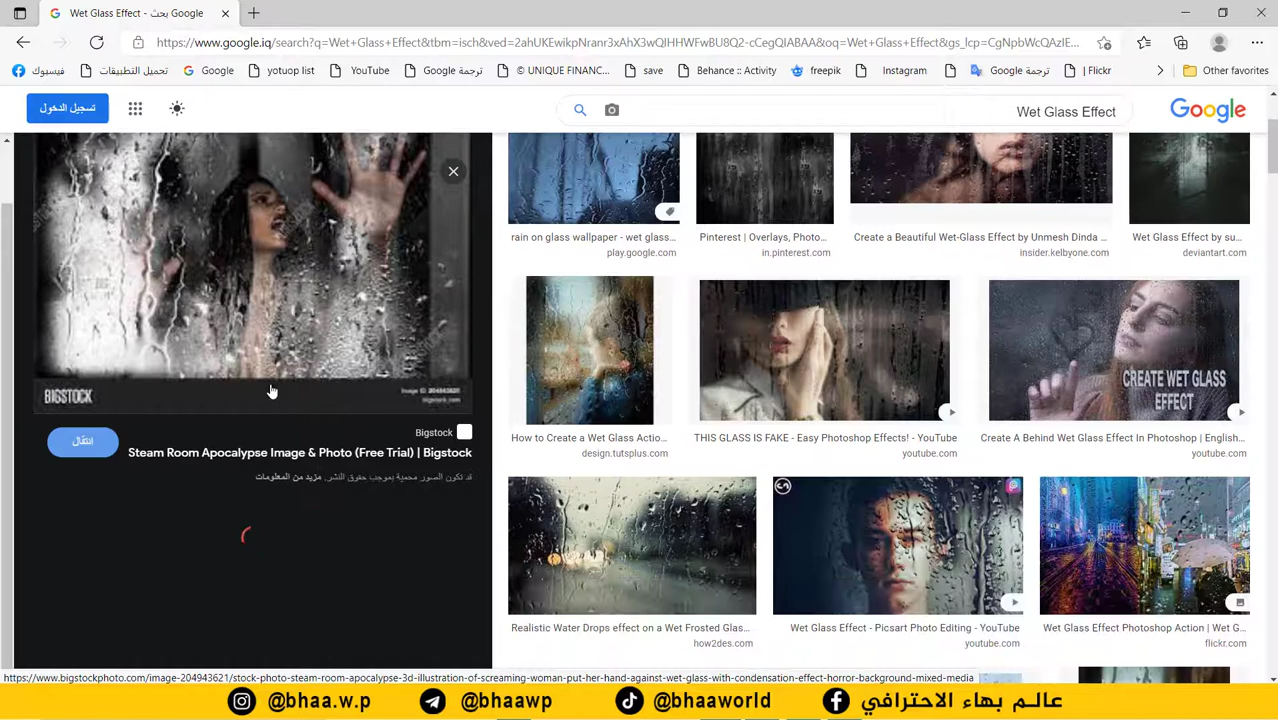 Wet Glass Effect - بحث Google
https://www.google.iq/search?q=Wet+Glass+Effect&tbm=isch&ved=2ahUKEwikpNranr3xAhX3wQIHHWFwBU8Q2-cCegQIABAA&oq=Wet+Glass+Effect&gs_lcp=CgNpbWcQAzIE...
فيسبوك
تحميل التطبيقات
Google
yotuop list
YouTube
ترجمة Google
© UNIQUE FINANC...
save
Behance :: Activity
freepik
Instagram
ترجمة Google
| Flickr
Other favorites
تسجيل الدخول
Wet Glass Effect
Google
rain on glass wallpaper - wet glass...
play.google.com
Pinterest | Overlays, Photo...
in.pinterest.com
Create a Beautiful Wet-Glass Effect by Unmesh Dinda ...
insider.kelbyone.com
Wet Glass Effect by su...
deviantart.com
BIGSTOCK
Image ID: 204943621
bigstock.com
انتقال
Bigstock
Steam Room Apocalypse Image & Photo (Free Trial) | Bigstock
قد تكون الصور محمية بموجب حقوق النشر. مزيد من المعلومات
CREATE WET GLASS
EFFECT
How to Create a Wet Glass Actio...
design.tutsplus.com
THIS GLASS IS FAKE - Easy Photoshop Effects! - YouTube
youtube.com
Create A Behind Wet Glass Effect In Photoshop | English...
youtube.com
Realistic Water Drops effect on a Wet Frosted Glas...
how2des.com
Wet Glass Effect - Picsart Photo Editing - YouTube
youtube.com
Wet Glass Effect Photoshop Action | Wet G...
flickr.com
https://www.bigstockphoto.com/image-204943621/stock-photo-steam-room-apocalypse-3d-illustration-of-screaming-woman-put-her-hand-against-wet-glass-with-condensation-effect-horror-background-mixed-media
@bhaa.w.p
@bhaawp
@bhaaworld
عالم بهاء الاحترافي